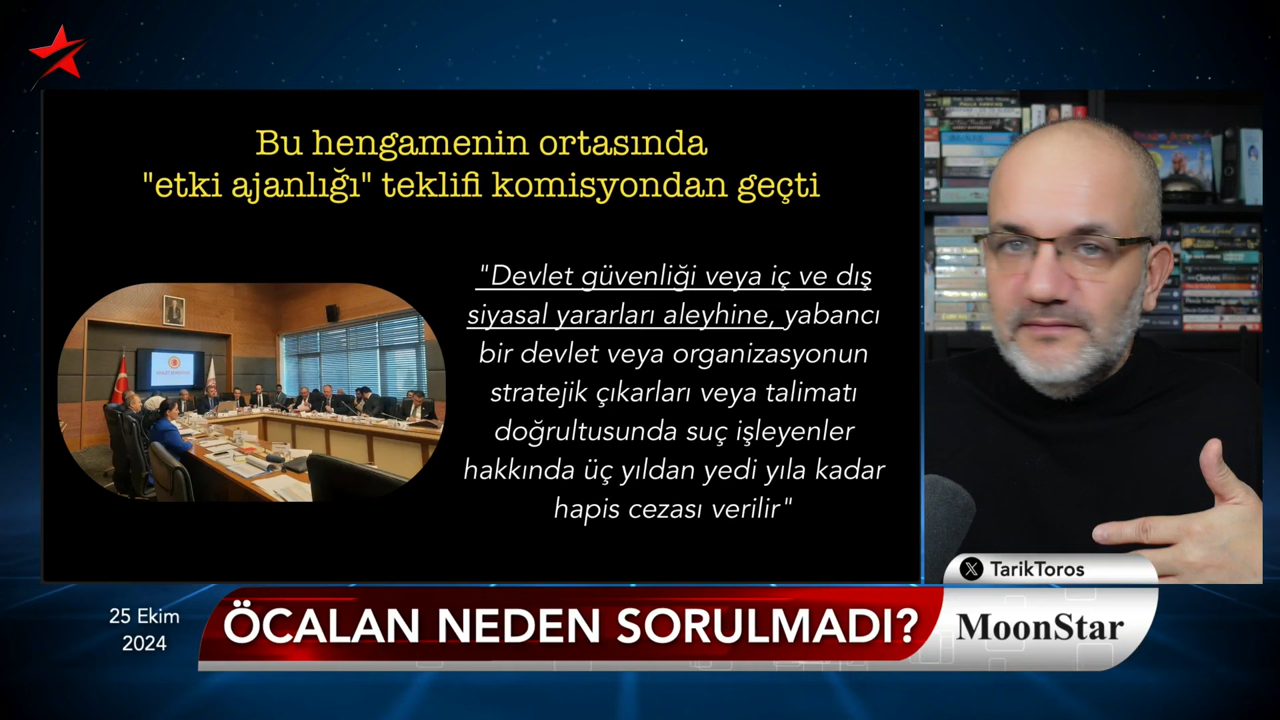 Bu hengamenin ortasında
"etki ajanlığı" teklifi komisyondan geçti
"Devlet güvenliği veya iç ve dış
siyasal yararları aleyhine, yabancı
bir devlet veya organizasyonun
stratejik çıkarları veya talimatı
doğrultusunda suç işleyenler
hakkında üç yıldan yedi yıla kadar
hapis cezası verilir"
TarikToros
25 Ekim
2024
ÖCALAN NEDEN SORULMADI?
MoonStar